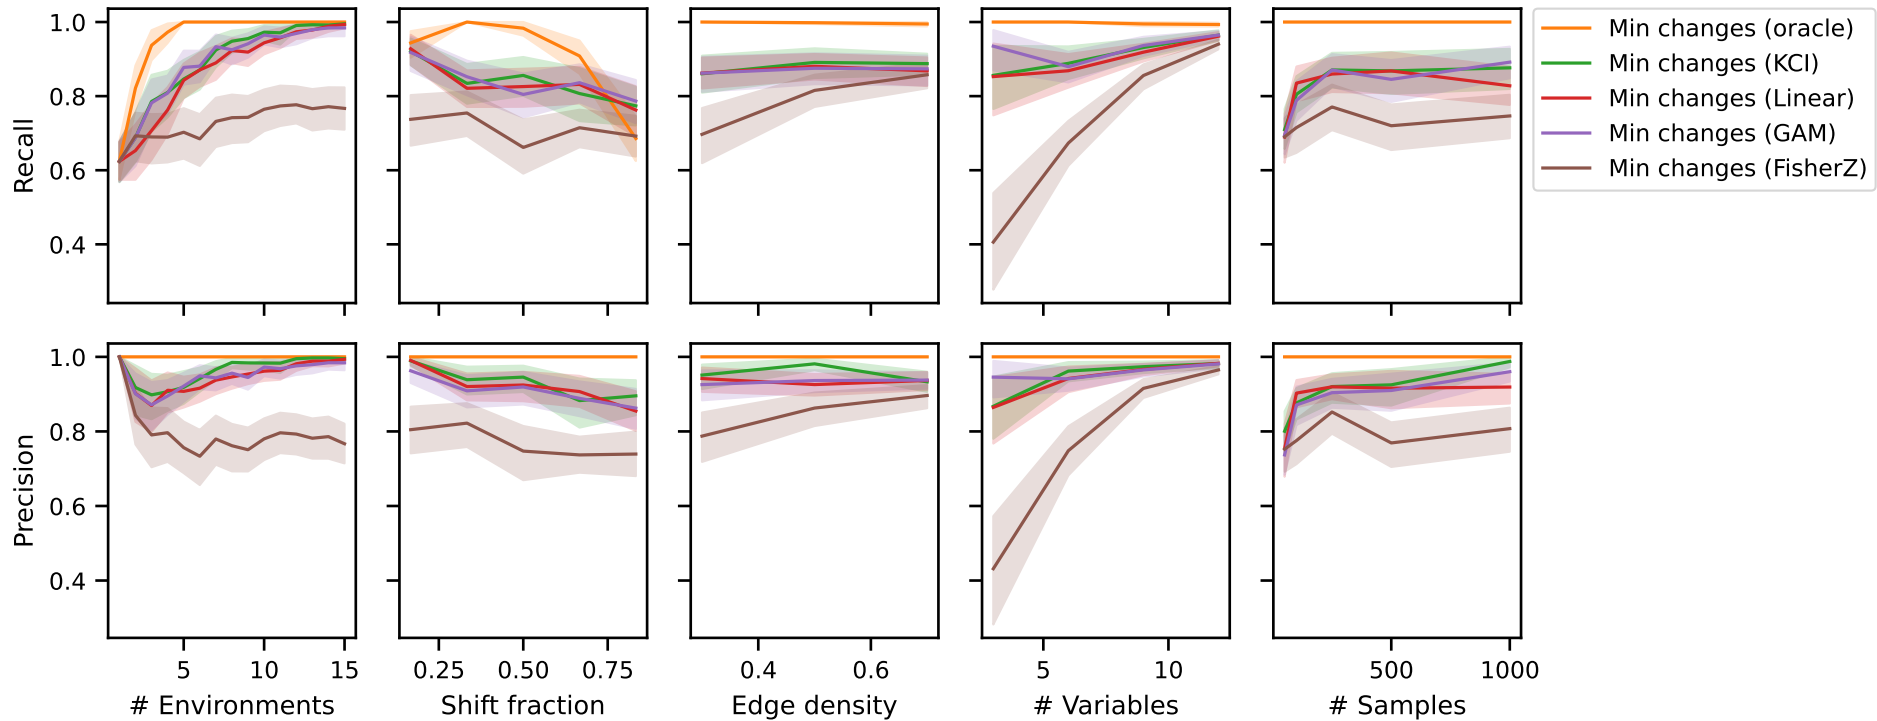 1.0
0.8
0.6
0.4
Recall
Min changes (oracle)
Min changes (KCI)
Min changes (Linear)
Min changes (GAM)
Min changes (FisherZ)
1.0
0.8
0.6
0.4
Precision
5 10 15
# Environments
0.25 0.50 0.75
Shift fraction
0.4 0.6
Edge density
5 10
# Variables
500 1000
# Samples